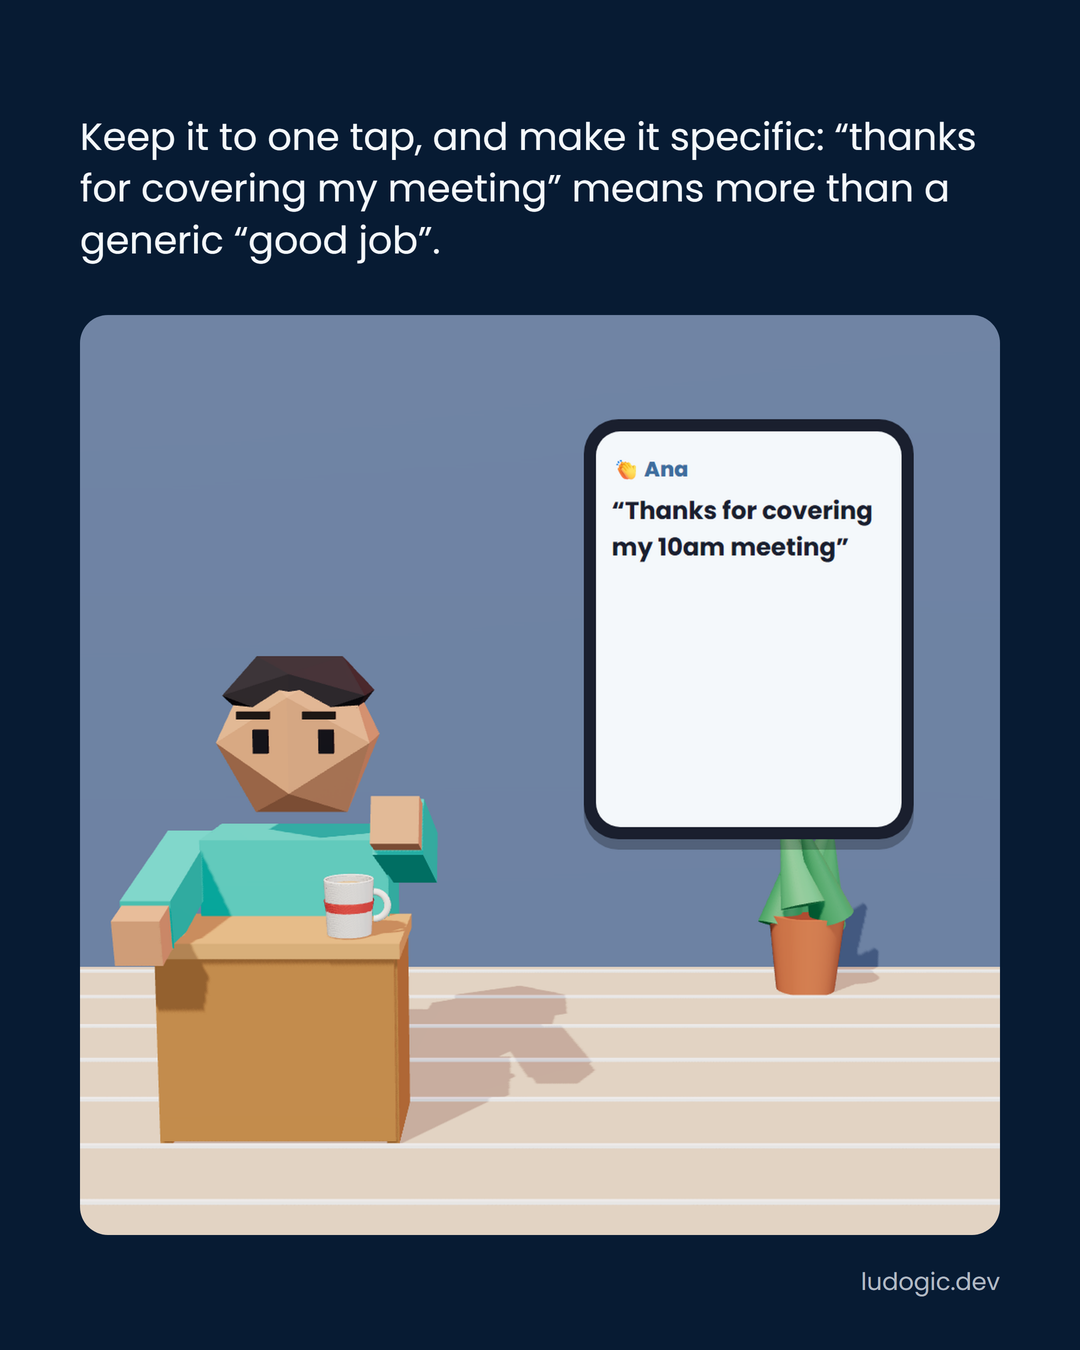 Keep it to one tap, and make it specific: “thanks
for covering my meeting” means more than a
generic “good job”.
👏 Ana
“Thanks for covering
my 10am meeting”
ludogic.dev